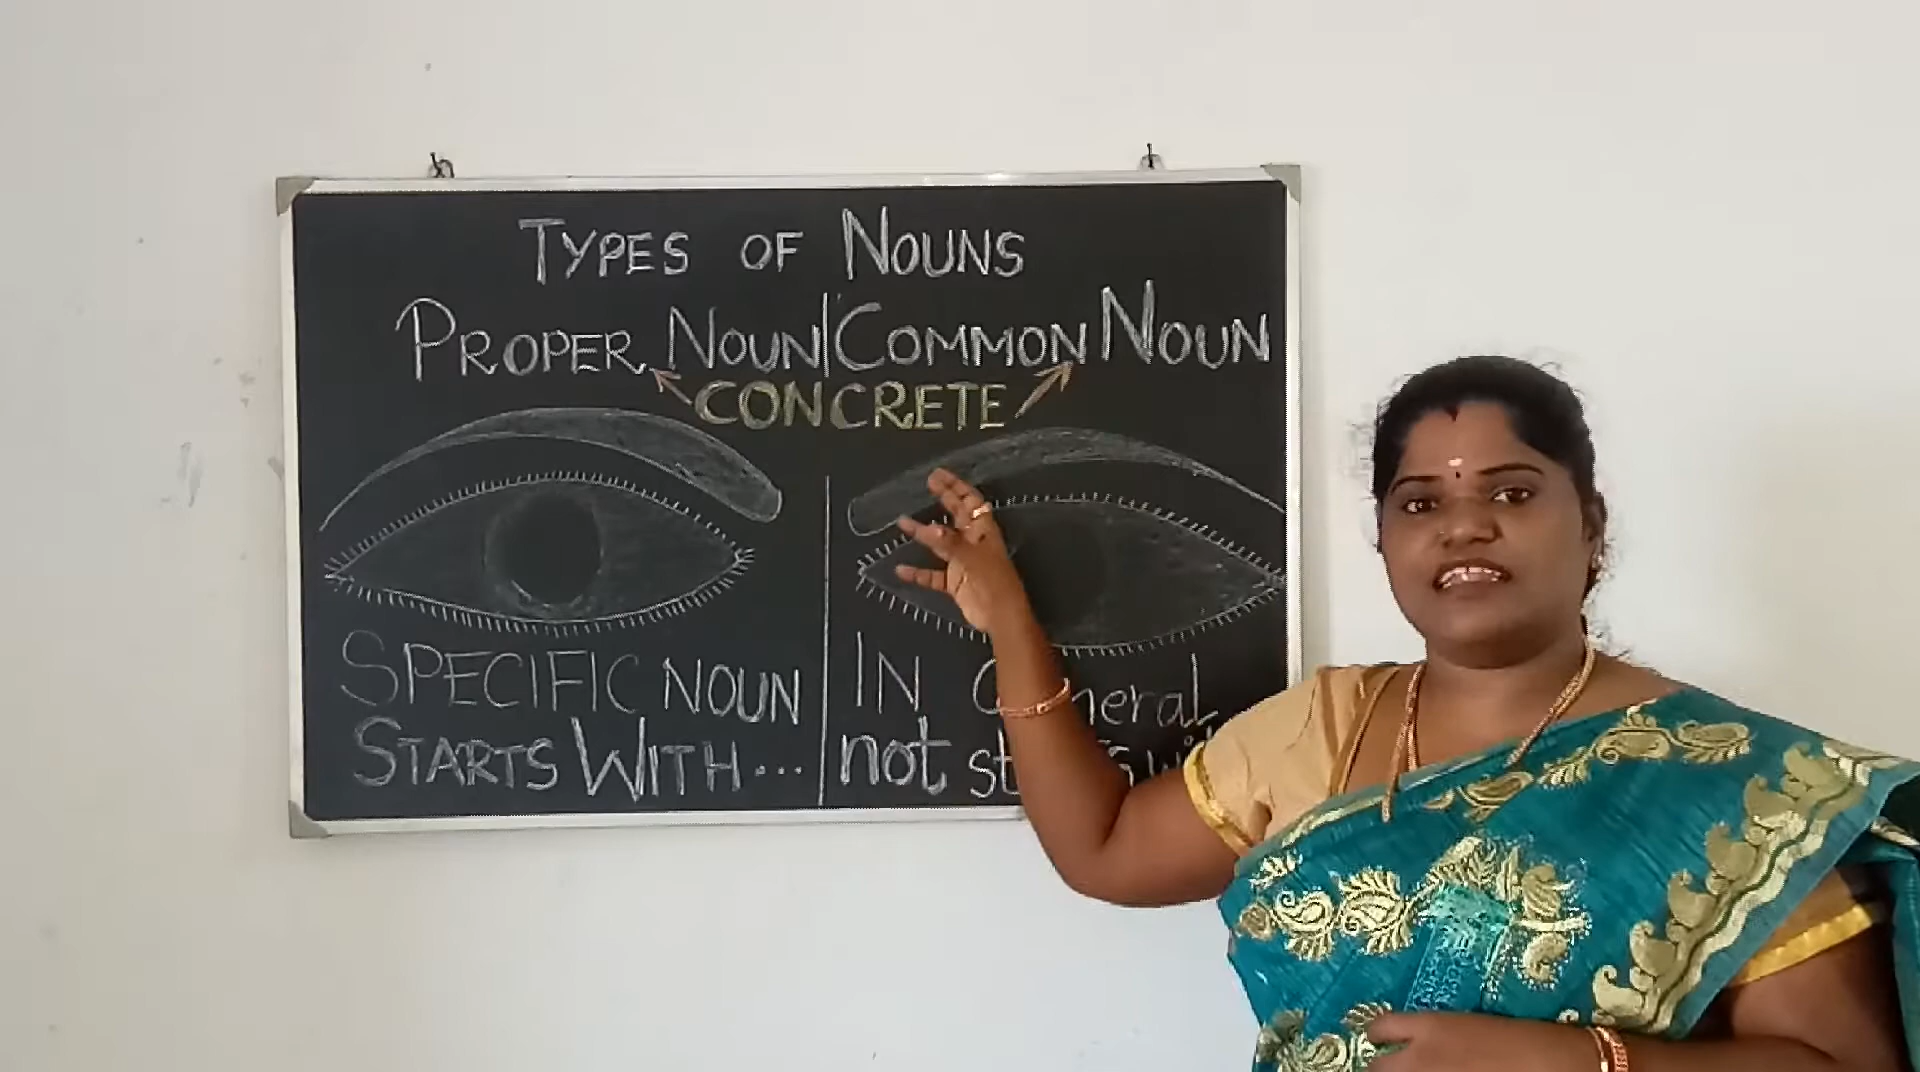 TYPES OF NOUNS
PROPER NOUN|COMMON NOUN
CONCRETE
SPECIFIC NOUN
STARTS WITH...
IN
not